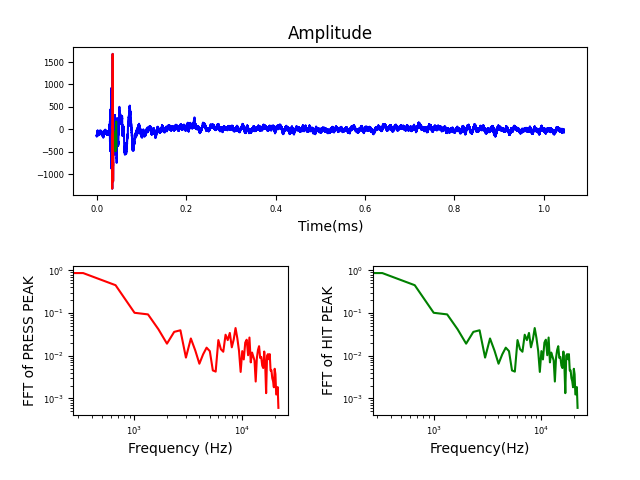 Amplitude
1500
1000
500
0
−500
−1000
0.0 0.2 0.4 0.6 0.8 1.0
Time(ms)
FFT of PRESS PEAK
10⁰
10⁻¹
10⁻²
10⁻³
10³ 10⁴
Frequency (Hz)
FFT of HIT PEAK
10⁰
10⁻¹
10⁻²
10⁻³
10³ 10⁴
Frequency(Hz)